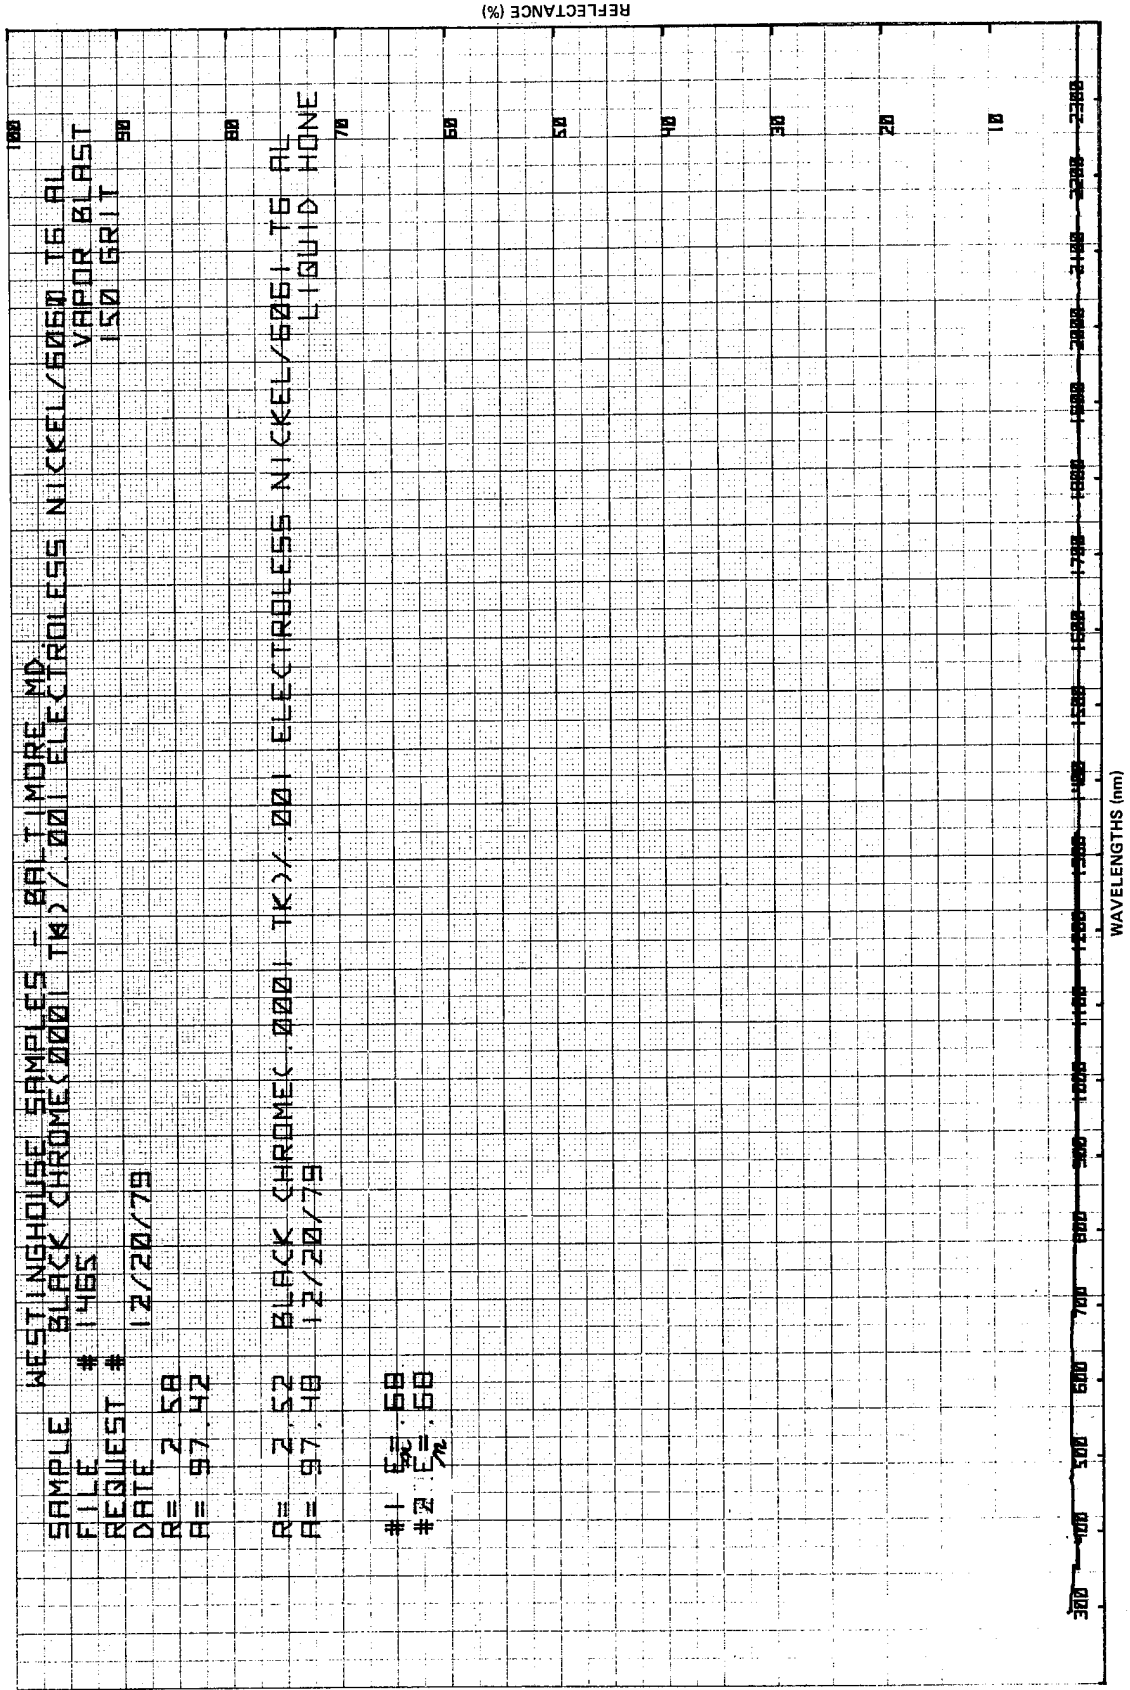 WESTINGHOUSE SAMPLES - BALTIMORE MD.
SAMPLE BLACK CHROME(.0001 TK)/.001 ELECTROLESS NICKEL/6060 T6 AL
FILE # 1465 VAPOR BLAST
REQUEST # 150 GRIT
DATE 12/20/79
R= 2.58
A= 97.42
R= 2.52 BLACK CHROME(.0001 TK)/.001 ELECTROLESS NICKEL/6061 T6 AL
A= 97.48 12/20/79 LIQUID HONE
#1 E=.68
#2 En=.68
100
90
80
70
60
50
40
30
20
10
REFLECTANCE (%)
300 400 500 600 700 800 900 1000 1100 1200 1300 1400 1500 1600 1700 1800 1900 2000 2100 2200 2300
WAVELENGTHS (nm)